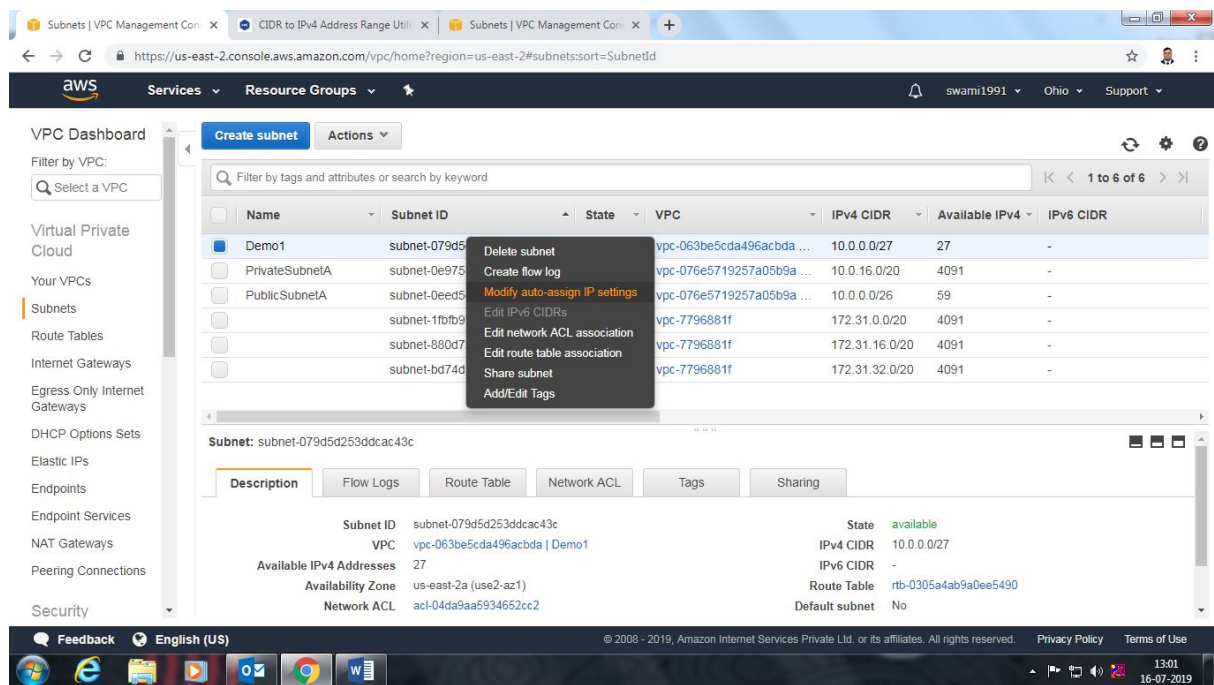 Subnets | VPC Management Con
CIDR to IPv4 Address Range Utili
Subnets | VPC Management Con
https://us-east-2.console.aws.amazon.com/vpc/home?region=us-east-2#subnets:sort=SubnetId
aws Services Resource Groups swami1991 Ohio Support
VPC Dashboard
Filter by VPC:
Select a VPC
Virtual Private
Cloud
Your VPCs
Subnets
Route Tables
Internet Gateways
Egress Only Internet
Gateways
DHCP Options Sets
Elastic IPs
Endpoints
Endpoint Services
NAT Gateways
Peering Connections
Security
Create subnet Actions
Filter by tags and attributes or search by keyword 1 to 6 of 6
Name Subnet ID State VPC IPv4 CIDR Available IPv4 IPv6 CIDR
Demo1 subnet-079d5 vpc-063be5cda496acbda ... 10.0.0.0/27 27 -
PrivateSubnetA subnet-0e975 vpc-076e5719257a05b9a ... 10.0.16.0/20 4091 -
PublicSubnetA subnet-0eed5 vpc-076e5719257a05b9a ... 10.0.0.0/26 59 -
subnet-1fbfb9 vpc-7796881f 172.31.0.0/20 4091 -
subnet-880d7 vpc-7796881f 172.31.16.0/20 4091 -
subnet-bd74d vpc-7796881f 172.31.32.0/20 4091 -
Delete subnet
Create flow log
Modify auto-assign IP settings
Edit IPv6 CIDRs
Edit network ACL association
Edit route table association
Share subnet
Add/Edit Tags
Subnet: subnet-079d5d253ddcac43c
Description Flow Logs Route Table Network ACL Tags Sharing
Subnet ID subnet-079d5d253ddcac43c State available
VPC vpc-063be5cda496acbda | Demo1 IPv4 CIDR 10.0.0.0/27
Available IPv4 Addresses 27 IPv6 CIDR -
Availability Zone us-east-2a (use2-az1) Route Table rtb-0305a4ab9a0ee5490
Network ACL acl-04da9aa5934652cc2 Default subnet No
Feedback English (US) © 2008 - 2019, Amazon Internet Services Private Ltd. or its affiliates. All rights reserved. Privacy Policy Terms of Use
13:01
16-07-2019